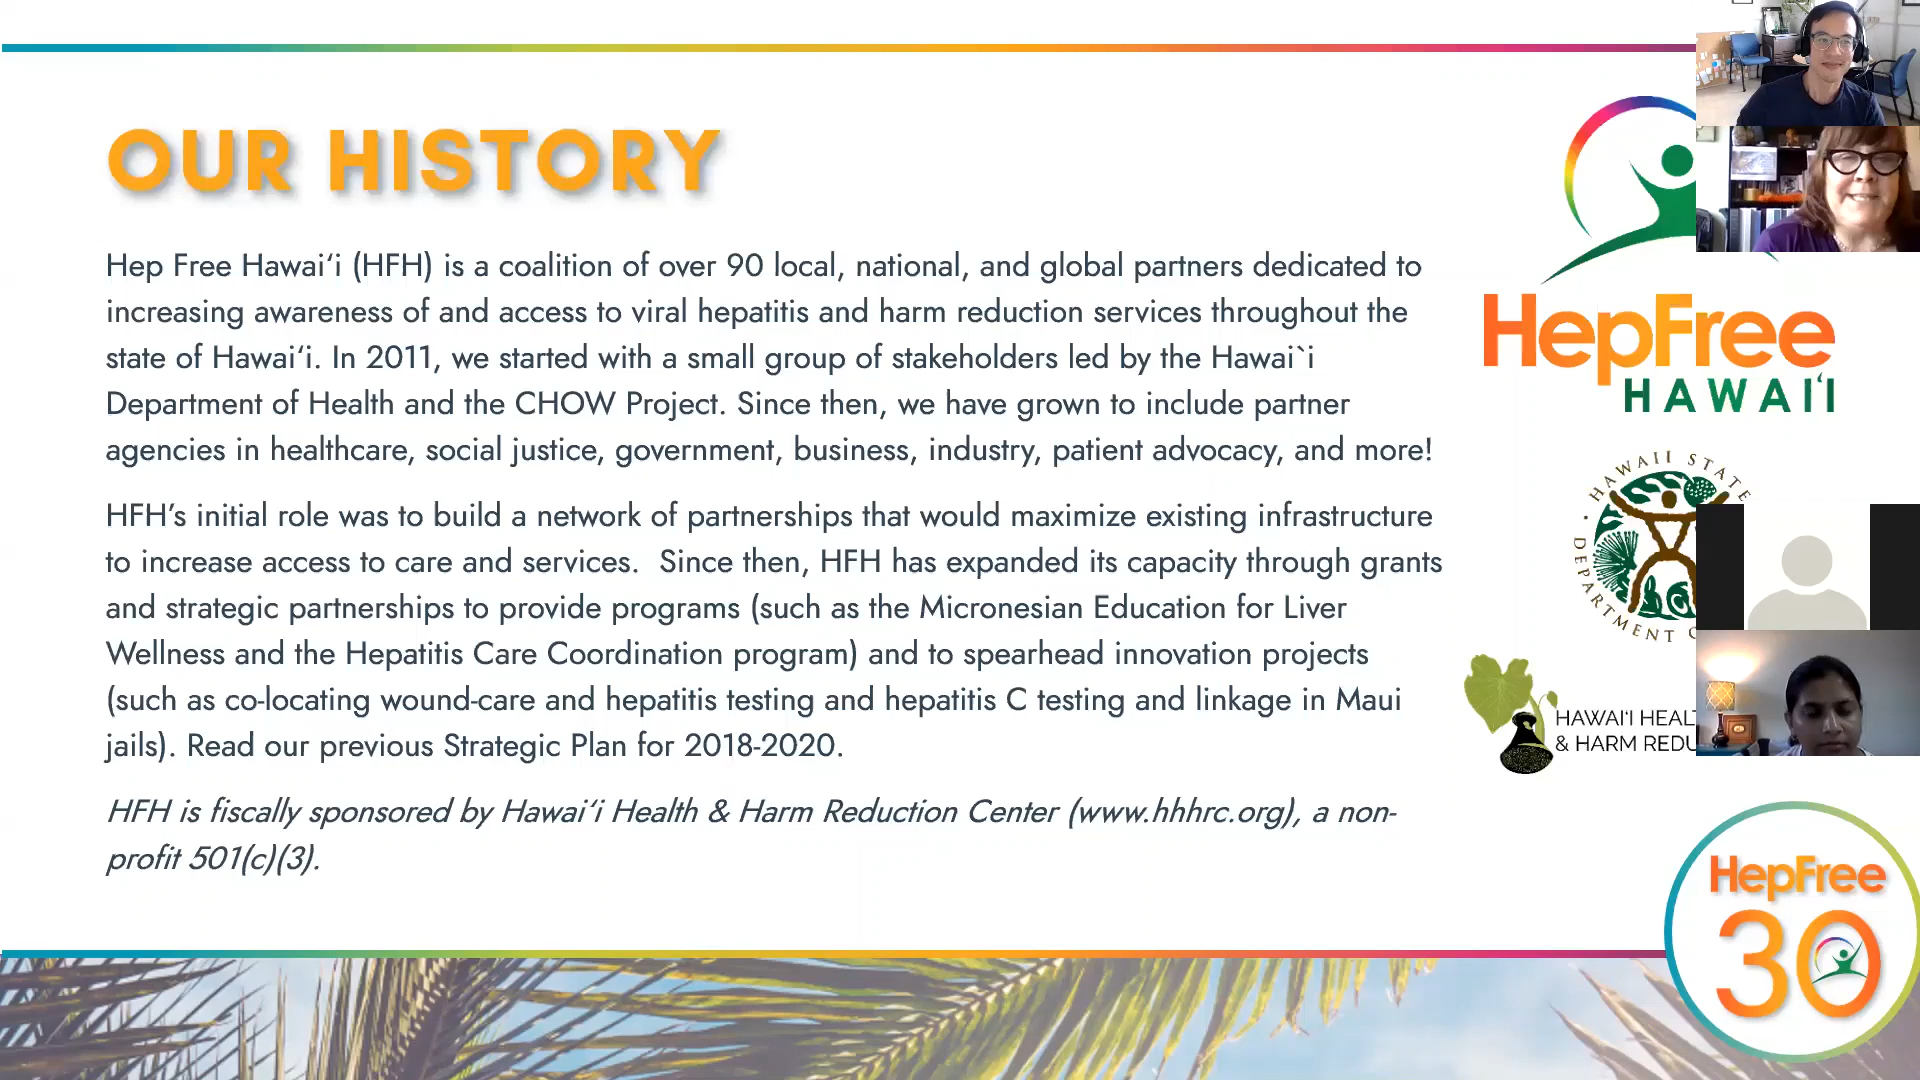 OUR HISTORY
Hep Free Hawai‘i (HFH) is a coalition of over 90 local, national, and global partners dedicated to
increasing awareness of and access to viral hepatitis and harm reduction services throughout the
state of Hawai‘i. In 2011, we started with a small group of stakeholders led by the Hawai`i
Department of Health and the CHOW Project. Since then, we have grown to include partner
agencies in healthcare, social justice, government, business, industry, patient advocacy, and more!
HFH’s initial role was to build a network of partnerships that would maximize existing infrastructure
to increase access to care and services.  Since then, HFH has expanded its capacity through grants
and strategic partnerships to provide programs (such as the Micronesian Education for Liver
Wellness and the Hepatitis Care Coordination program) and to spearhead innovation projects
(such as co-locating wound-care and hepatitis testing and hepatitis C testing and linkage in Maui
jails). Read our previous Strategic Plan for 2018-2020.
HFH is fiscally sponsored by Hawai‘i Health & Harm Reduction Center (www.hhhrc.org), a non-
profit 501(c)(3).
HepFree
HAWAI‘I
HAWAII STATE
DEPARTMENT
HAWAI‘I
& HARM
HepFree
30